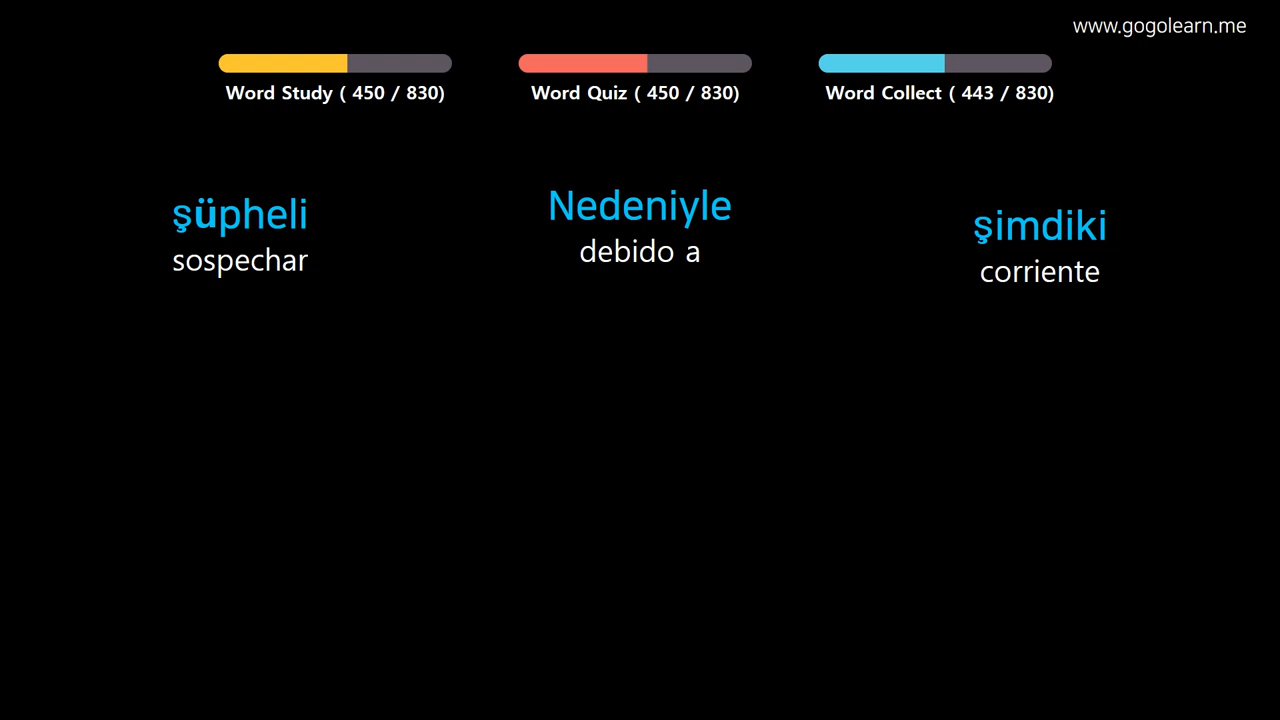 www.gogolearn.me
Word Study ( 450 / 830)
Word Quiz ( 450 / 830)
Word Collect ( 443 / 830)
şüpheli
sospechar
Nedeniyle
debido a
şimdiki
corriente